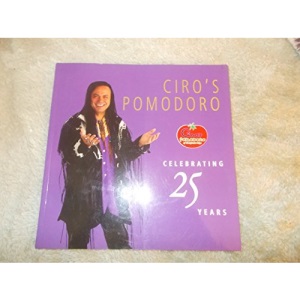 CIRO'S
POMODORO
CELEBRATING
25
YEARS